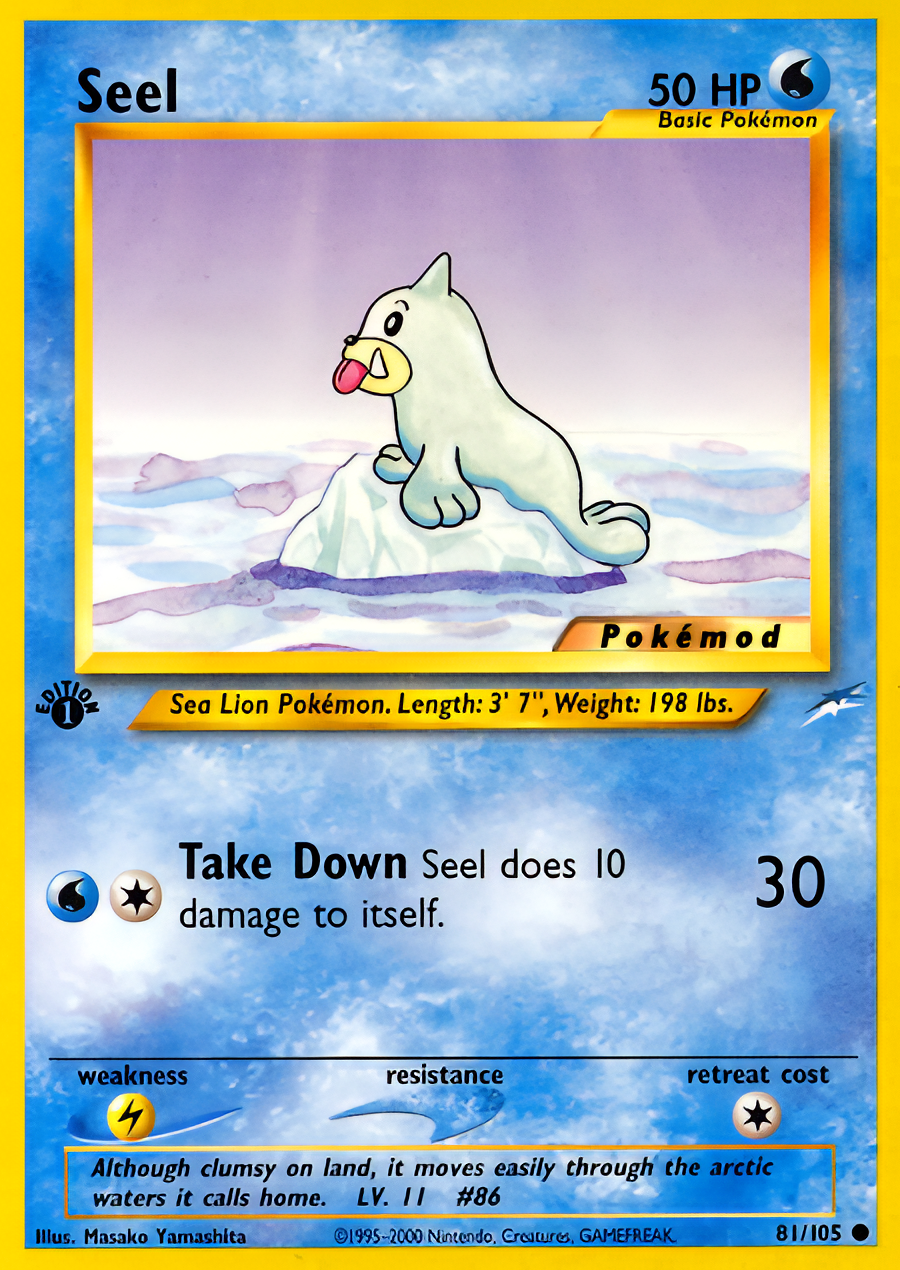 Seel
50 HP
Basic Pokémon
Pokémod
EDITION
1
Sea Lion Pokémon. Length: 3' 7", Weight: 198 lbs.
Take Down Seel does 10
damage to itself.
30
weakness
resistance
retreat cost
Although clumsy on land, it moves easily through the arctic
waters it calls home. LV. 11 #86
Illus. Masako Yamashita
©1995-2000 Nintendo, Creatures, GAMEFREAK.
81/105